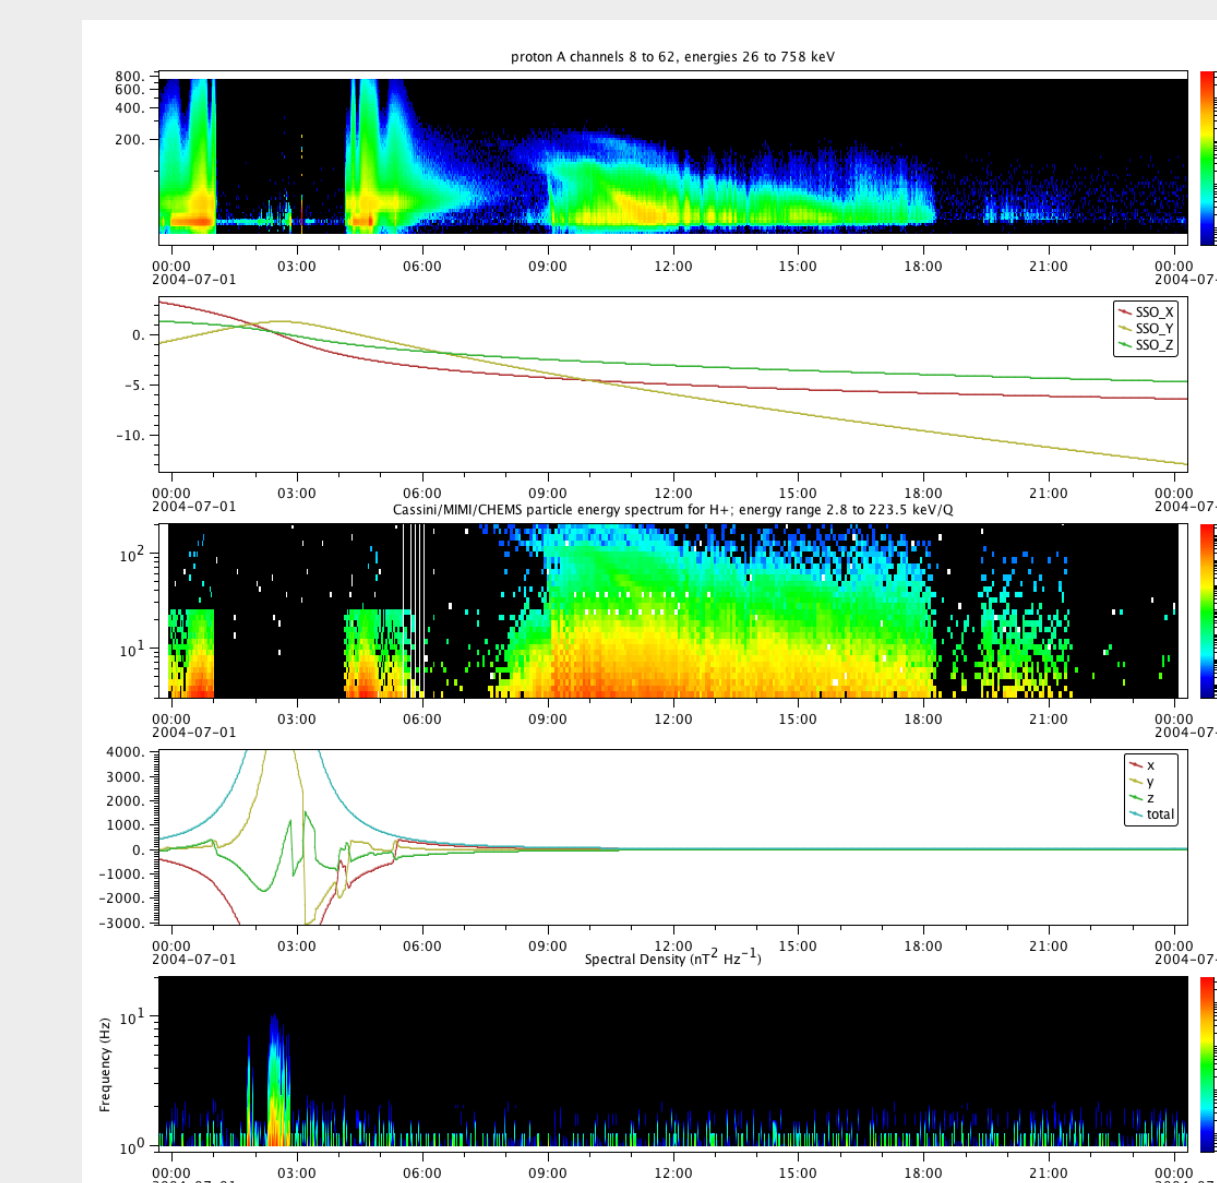 proton A channels 8 to 62, energies 26 to 758 keV
800.
600.
400.
200.
00:00 03:00 06:00 09:00 12:00 15:00 18:00 21:00 00:00
2004-07-01 2004-07-
SSO_X
SSO_Y
SSO_Z
0.
-5.
-10.
00:00 03:00 06:00 09:00 12:00 15:00 18:00 21:00 00:00
2004-07-01 2004-07-
Cassini/MIMI/CHEMS particle energy spectrum for H+; energy range 2.8 to 223.5 keV/Q
10²
10¹
00:00 03:00 06:00 09:00 12:00 15:00 18:00 21:00 00:00
2004-07-01 2004-07-
4000.
3000.
2000.
1000.
0.
-1000.
-2000.
-3000.
x
y
z
total
00:00 03:00 06:00 09:00 12:00 15:00 18:00 21:00 00:00
2004-07-01 2004-07-
Spectral Density (nT² Hz⁻¹)
Frequency (Hz)
10¹
10⁰
00:00 03:00 06:00 09:00 12:00 15:00 18:00 21:00 00:00